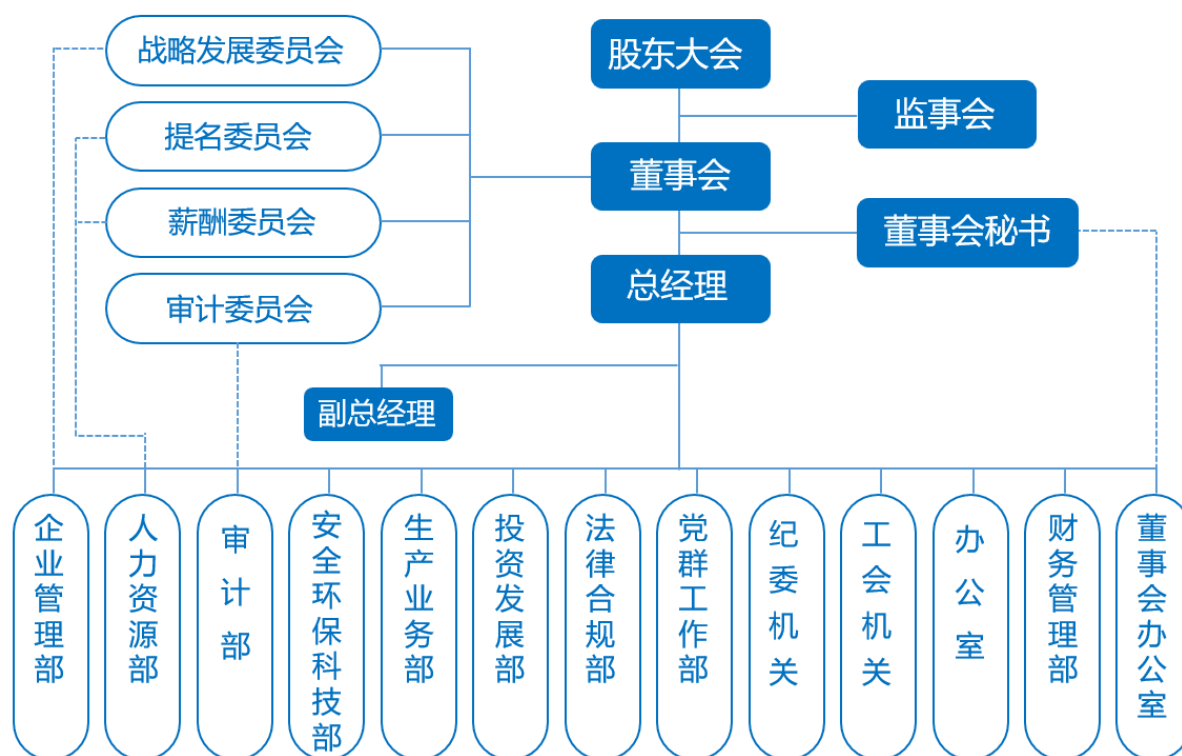 战略发展委员会
股东大会
监事会
提名委员会
董事会
薪酬委员会
董事会秘书
总经理
审计委员会
副总经理
企业管理部
人力资源部
审计部
安全环保科技部
生产业务部
投资发展部
法律合规部
党群工作部
纪委机关
工会机关
办公室
财务管理部
董事会办公室